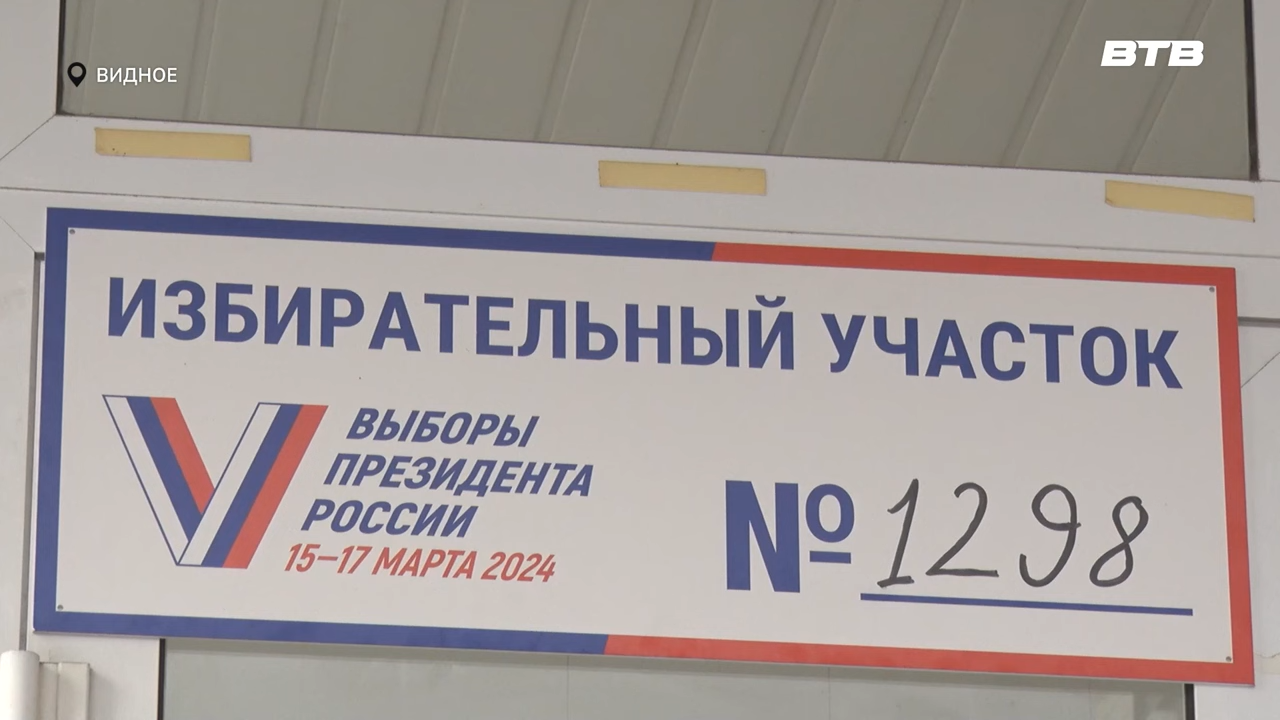 ВИДНОЕ
ВТВ
ИЗБИРАТЕЛЬНЫЙ УЧАСТОК
ВЫБОРЫ
ПРЕЗИДЕНТА
РОССИИ
15–17 МАРТА 2024
№ 1298